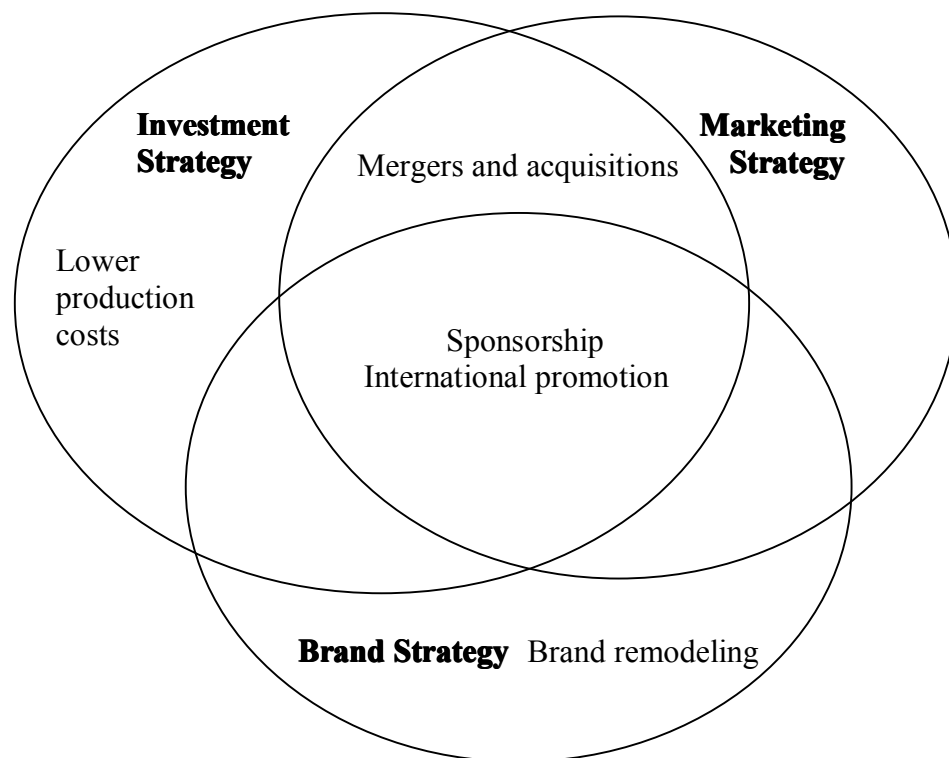 Investment
Strategy
Marketing
Strategy
Mergers and acquisitions
Lower
production
costs
Sponsorship
International promotion
Brand Strategy Brand remodeling